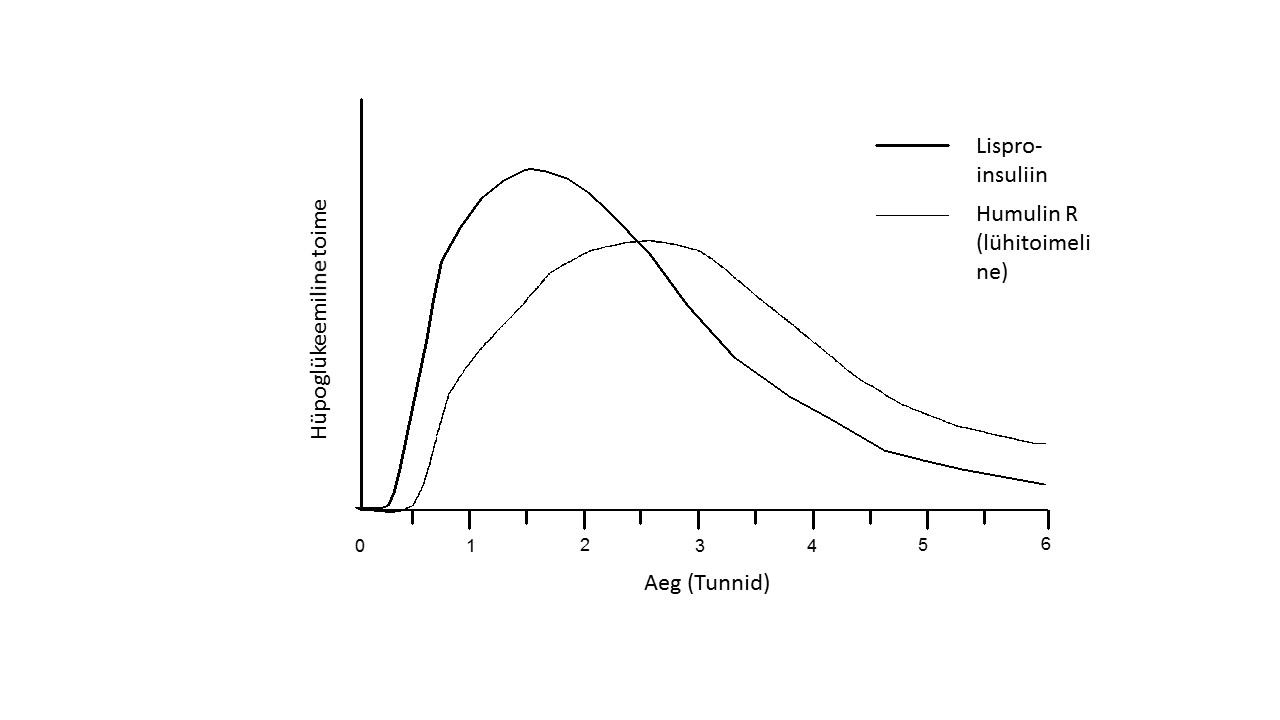 Lispro-
insuliin
Humulin R
(lühitoimeli
ne)
Hüpoglükeemiline toime
0 1 2 3 4 5 6
Aeg (Tunnid)